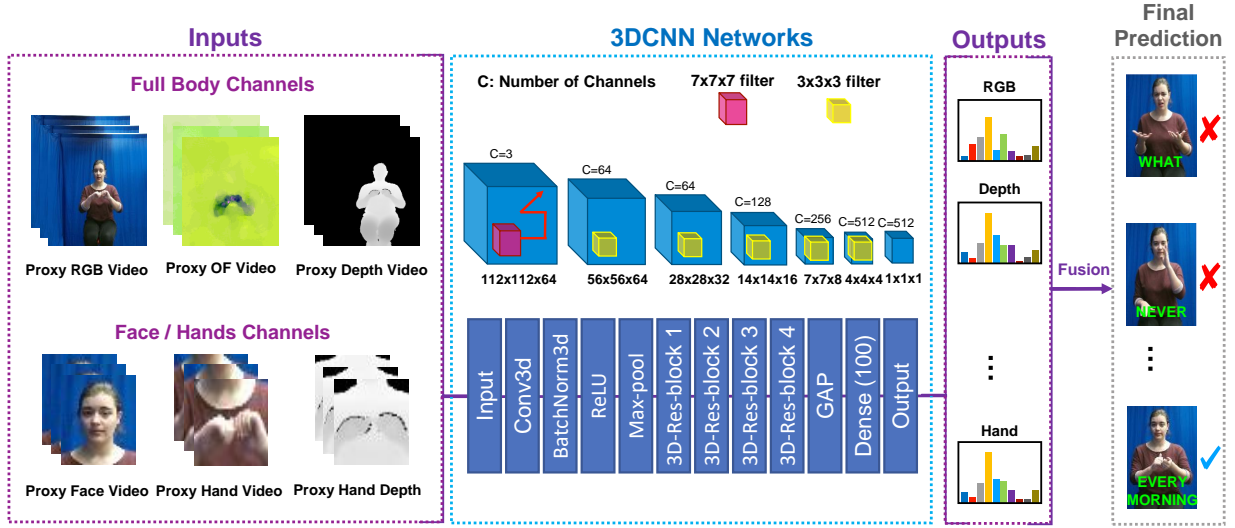 Inputs
Full Body Channels
Proxy RGB Video
Proxy OF Video
Proxy Depth Video
Face / Hands Channels
Proxy Face Video
Proxy Hand Video
Proxy Hand Depth
3DCNN Networks
C: Number of Channels
7x7x7 filter
3x3x3 filter
C=3
C=64
C=64
C=128
C=256
C=512
C=512
112x112x64
56x56x64
28x28x32
14x14x16
7x7x8
4x4x4
1x1x1
Input
Conv3d
BatchNorm3d
ReLU
Max-pool
3D-Res-block 1
3D-Res-block 2
3D-Res-block 3
3D-Res-block 4
GAP
Dense (100)
Output
Outputs
RGB
Depth
⋮
Hand
Fusion
Final
Prediction
WHAT
NEVER
⋮
EVERY
MORNING